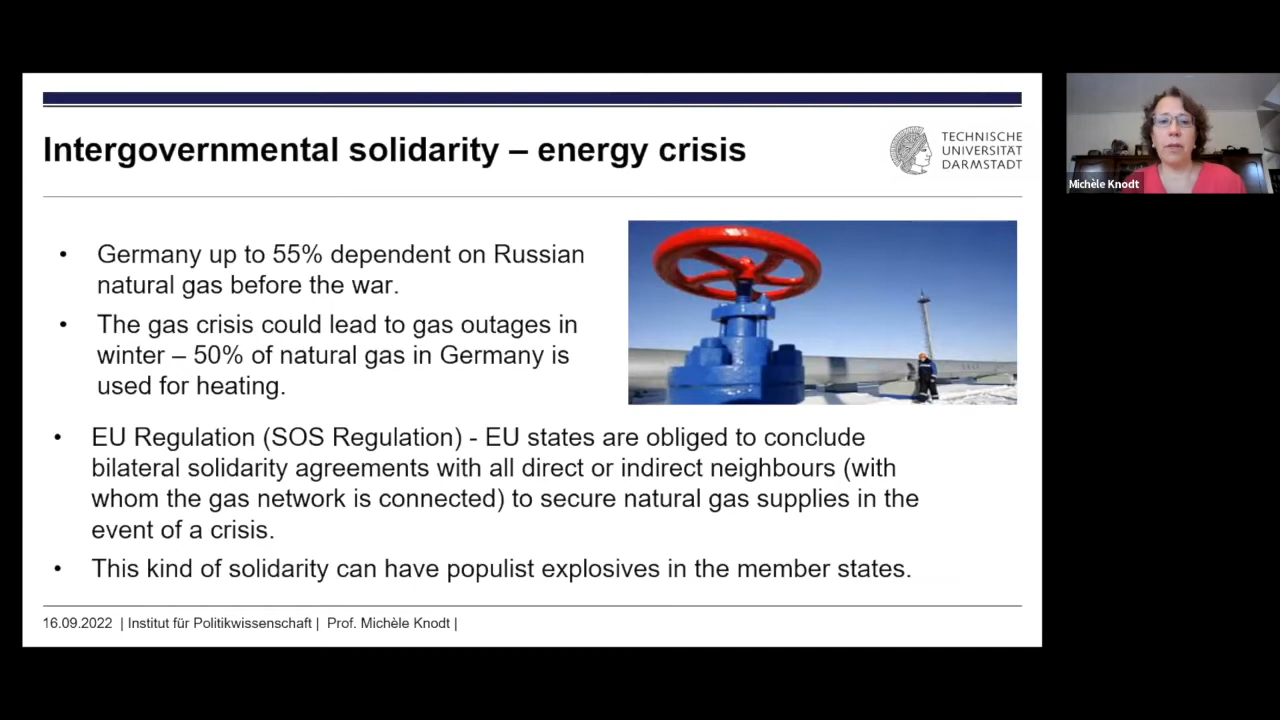 Intergovernmental solidarity – energy crisis
TECHNISCHE
UNIVERSITÄT
DARMSTADT
Michèle Knodt
• Germany up to 55% dependent on Russian
natural gas before the war.
• The gas crisis could lead to gas outages in
winter – 50% of natural gas in Germany is
used for heating.
• EU Regulation (SOS Regulation) - EU states are obliged to conclude
bilateral solidarity agreements with all direct or indirect neighbours (with
whom the gas network is connected) to secure natural gas supplies in the
event of a crisis.
• This kind of solidarity can have populist explosives in the member states.
16.09.2022 | Institut für Politikwissenschaft | Prof. Michèle Knodt |